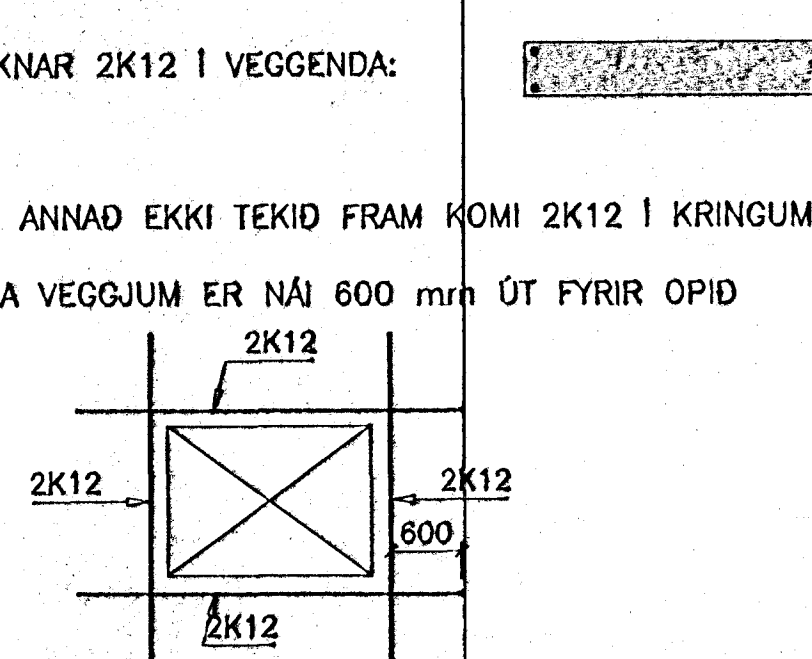 KNAR 2K12 Í VEGGENDA:
ANNAÐ EKKI TEKIÐ FRAM KOMI 2K12 Í KRINGUM
A VEGGJUM ER NÁI 600 mm ÚT FYRIR OPIÐ
2K12
2K12
2K12
600
2K12